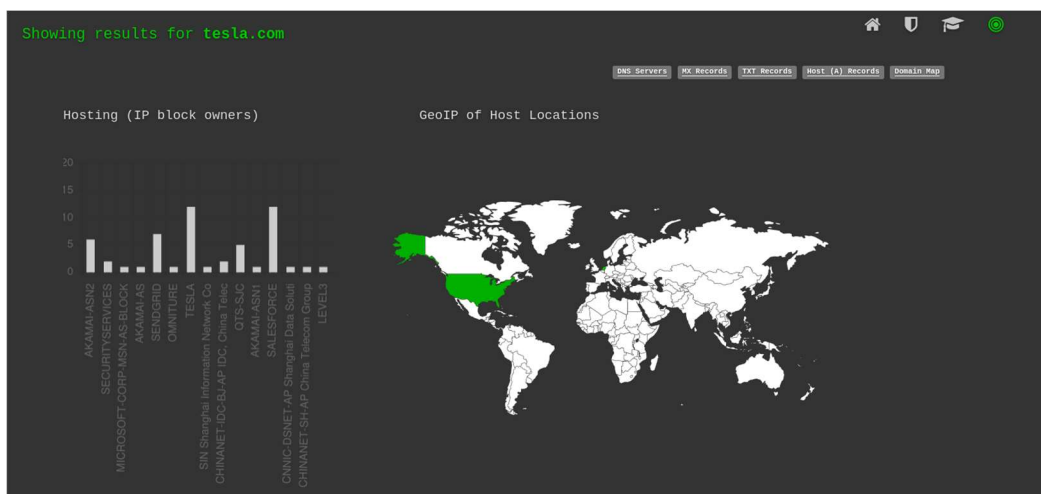 Showing results for tesla.com
DNS Servers
MX Records
TXT Records
Host (A) Records
Domain Map
Hosting (IP block owners)
GeoIP of Host Locations
20
15
10
5
0
AKAMAI-ASN2
SECURITYSERVICES
MICROSOFT-CORP-MSN-AS-BLOCK
AKAMAI-AS
SENDGRID
OMNITURE
TESLA
SIN Shanghai Information Network Co
CHINANET-IDC-BJ-AP IDC, China Telec
QTS-SJC
AKAMAI-ASN1
SALESFORCE
CNNIC-DSNET-AP Shanghai Data Soluti
CHINANET-SH-AP China Telecom Group
LEVEL3